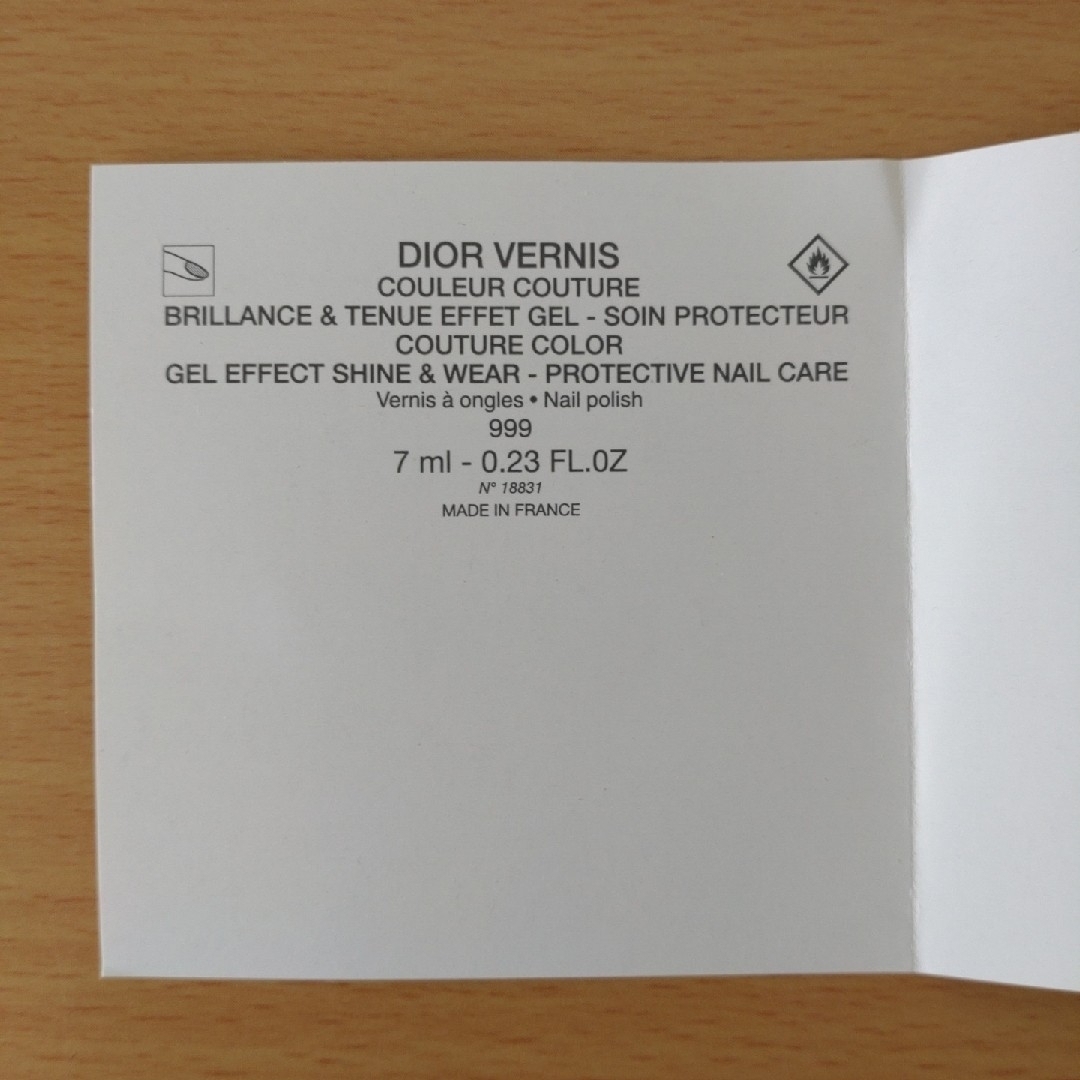 DIOR VERNIS
COULEUR COUTURE
BRILLANCE & TENUE EFFET GEL - SOIN PROTECTEUR
COUTURE COLOR
GEL EFFECT SHINE & WEAR - PROTECTIVE NAIL CARE
Vernis à ongles • Nail polish
999
7 ml - 0.23 FL.OZ
N° 18831
MADE IN FRANCE